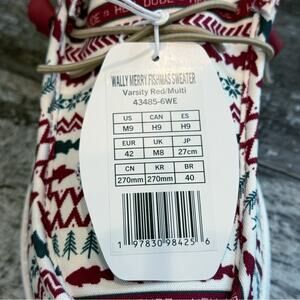 DUDE
WALLY MERRY FISHMAS SWEATER
Varsity Red/Multi
43485-6WE
US CAN ES
M9 H9 H9
EUR UK JP
42 M8 27cm
CN KR BR
270mm 270mm 40
1 97830 98425 6